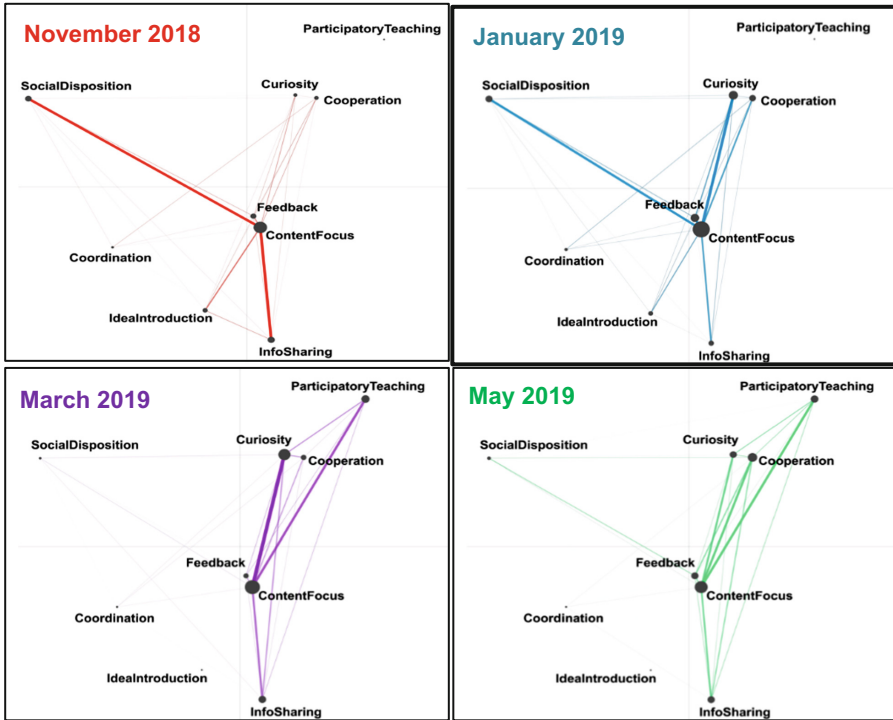 November 2018
ParticipatoryTeaching
SocialDisposition
Curiosity
Cooperation
Feedback
ContentFocus
Coordination
IdeaIntroduction
InfoSharing
January 2019
ParticipatoryTeaching
SocialDisposition
Curiosity
Cooperation
Feedback
ContentFocus
Coordination
IdeaIntroduction
InfoSharing
March 2019
ParticipatoryTeaching
SocialDisposition
Curiosity
Cooperation
Feedback
ContentFocus
Coordination
IdeaIntroduction
InfoSharing
May 2019
ParticipatoryTeaching
SocialDisposition
Curiosity
Cooperation
Feedback
ContentFocus
Coordination
IdeaIntroduction
InfoSharing